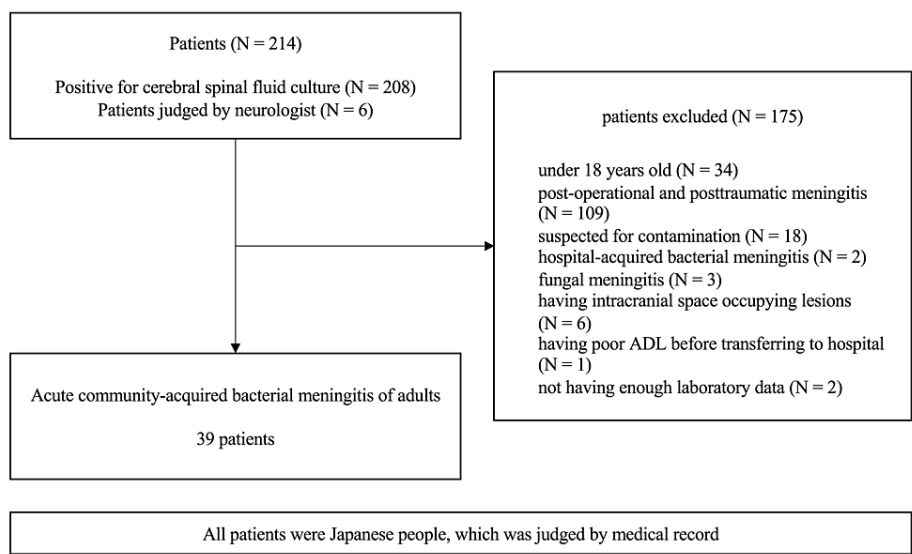 Patients (N = 214)
Positive for cerebral spinal fluid culture (N = 208)
Patients judged by neurologist (N = 6)
patients excluded (N = 175)
under 18 years old (N = 34)
post-operational and posttraumatic meningitis
(N = 109)
suspected for contamination (N = 18)
hospital-acquired bacterial meningitis (N = 2)
fungal meningitis (N = 3)
having intracranial space occupying lesions
(N = 6)
having poor ADL before transferring to hospital
(N = 1)
not having enough laboratory data (N = 2)
Acute community-acquired bacterial meningitis of adults
39 patients
All patients were Japanese people, which was judged by medical record